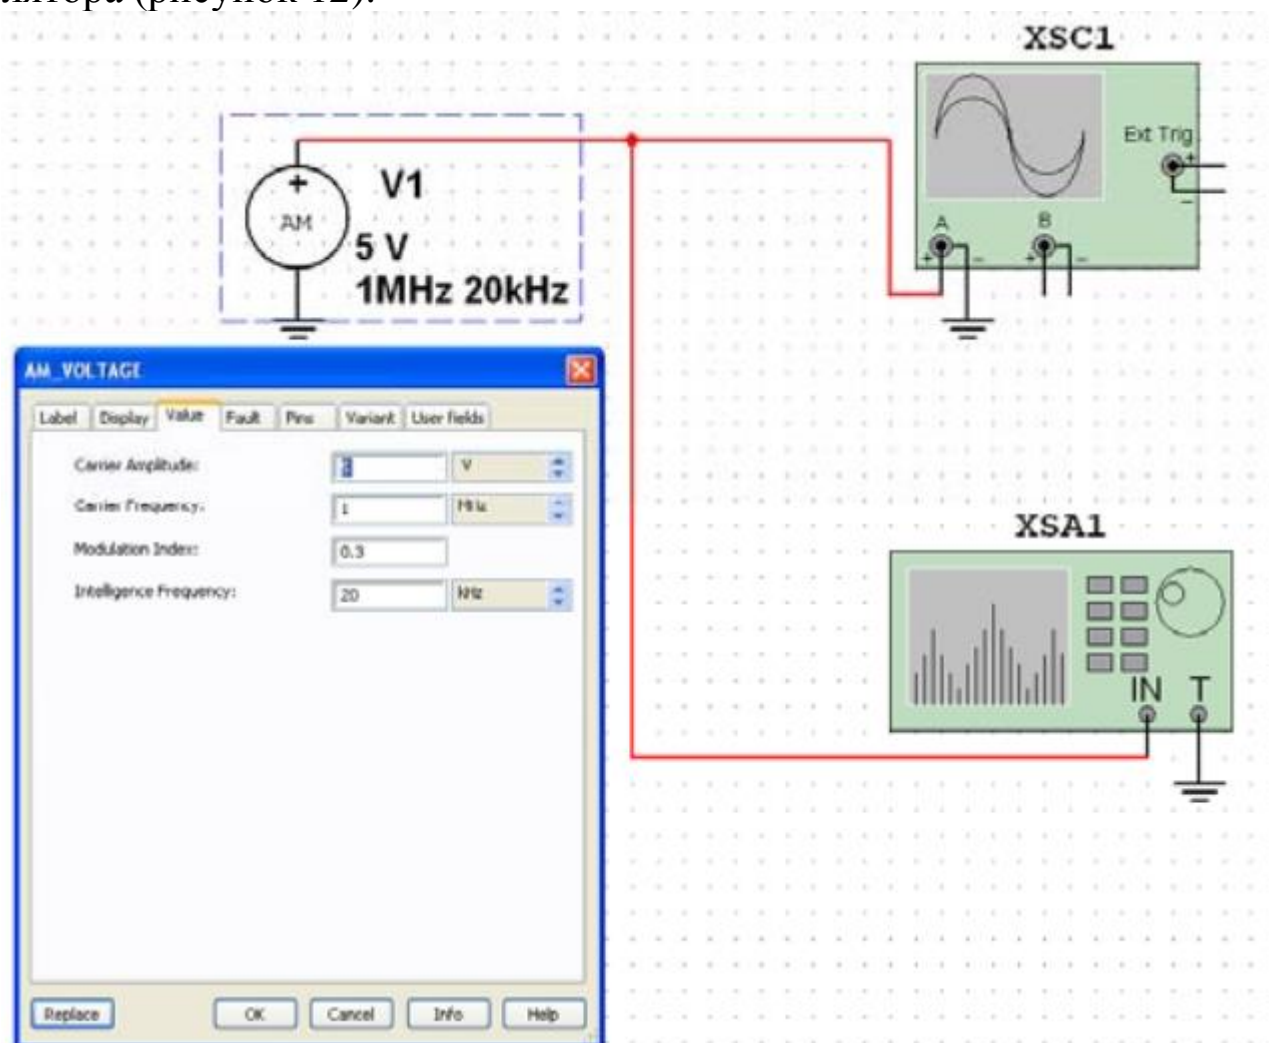 (рисунок 12).
XSC1
Ext Trig
+
-
A
B
+ - + -
+
AM
V1
5 V
1MHz 20kHz
AM_VOLTAGE
Label Display Value Fault Pins Variant User fields
Carrier Amplitude: V
Carrier Frequency: 1 MHz
Modulation Index: 0.3
Intelligence Frequency: 20 kHz
Replace OK Cancel Info Help
XSA1
IN T